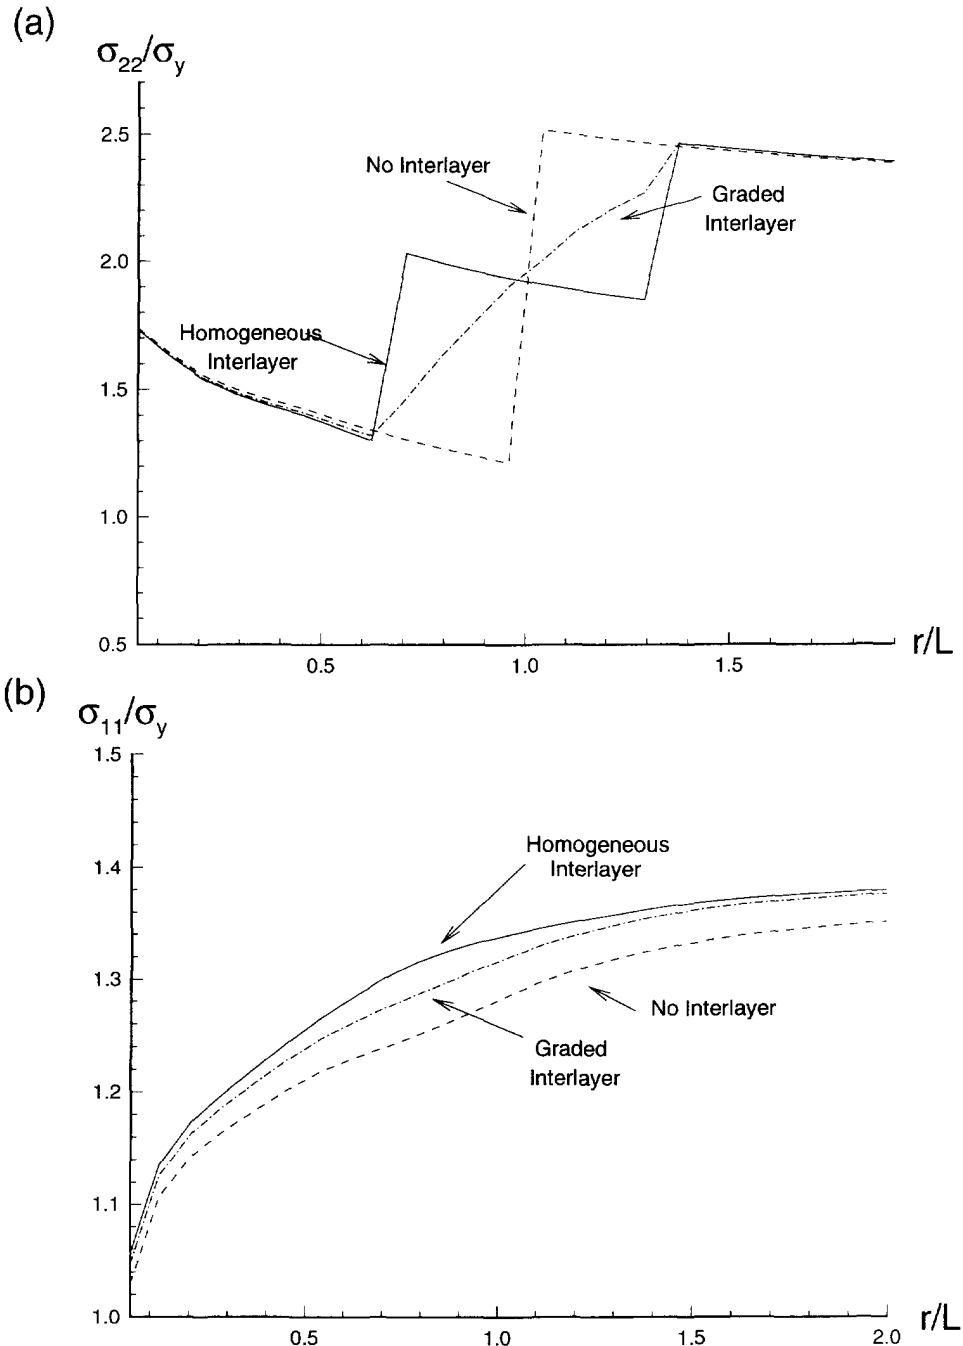 (a)
σ22/σy
2.5
2.0
1.5
1.0
0.5
0.5
1.0
1.5
r/L
No Interlayer
Graded
Interlayer
Homogeneous
Interlayer
(b)
σ11/σy
1.5
1.4
1.3
1.2
1.1
1.0
0.5
1.0
1.5
2.0
r/L
Homogeneous
Interlayer
No Interlayer
Graded
Interlayer